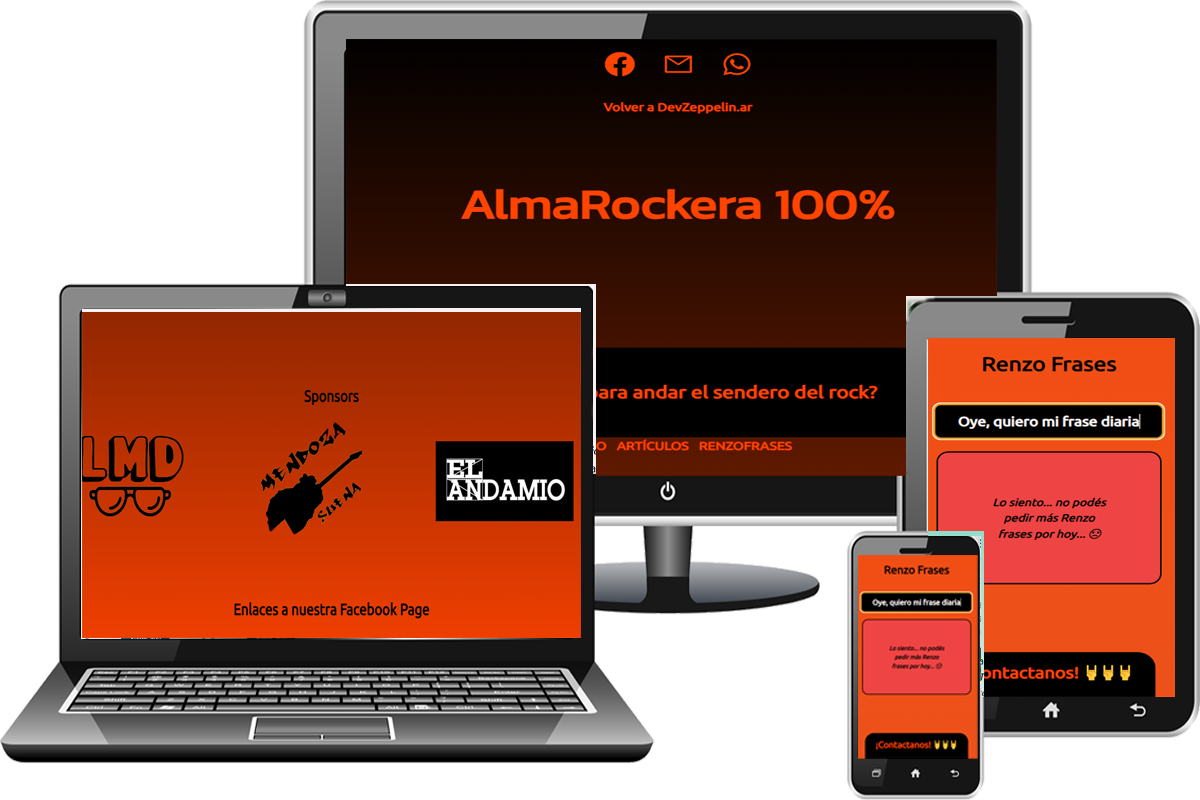 Volver a DevZeppelin.ar
AlmaRockera 100%
para andar el sendero del rock?
ARTÍCULOS RENZOFRASES
Sponsors
LMD
MENDOZA
EL
ANDAMIO
Enlaces a nuestra Facebook Page
Renzo Frases
Oye, quiero mi frase diaria
Lo siento... no podés
pedir más Renzo
frases por hoy... ☹
Renzo Frases
Oye, quiero mi frase diaria
Lo siento... no podés
pedir más Renzo
frases por hoy... ☹
¡Contactanos! 🤘🤘🤘